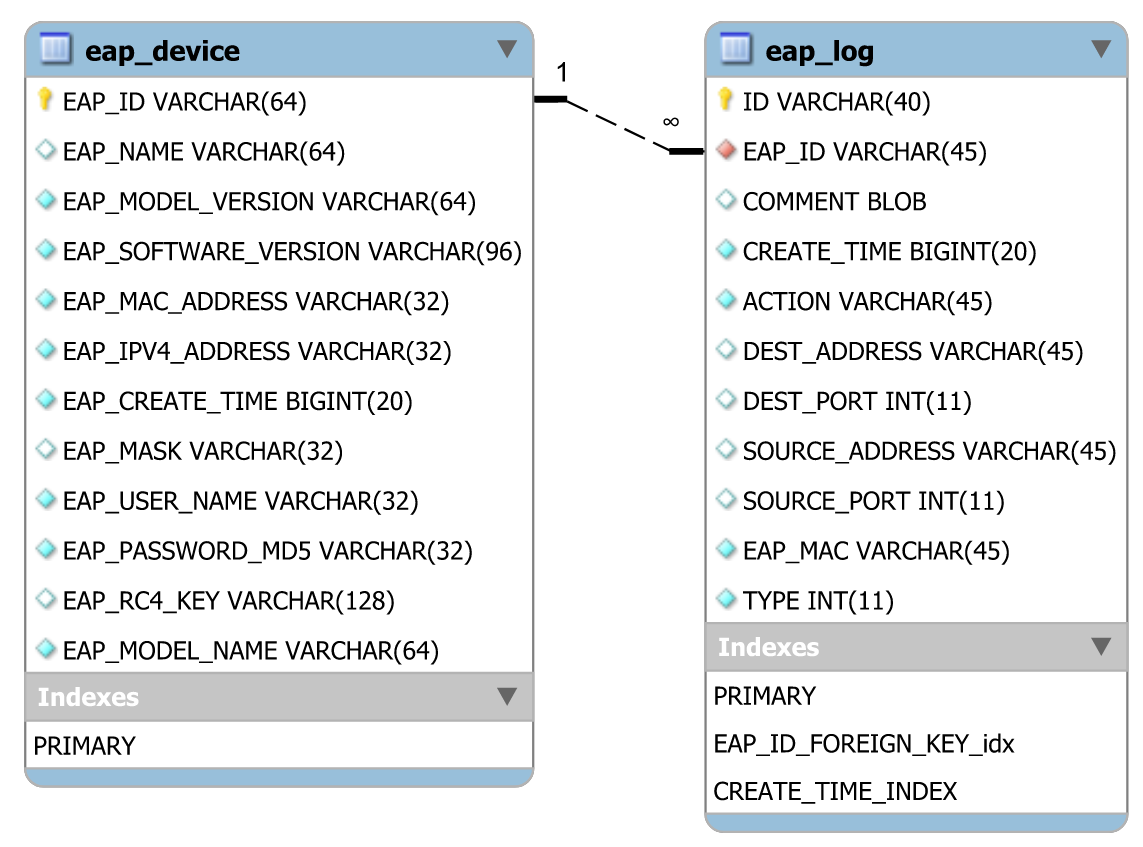 eap_device
EAP_ID VARCHAR(64)
EAP_NAME VARCHAR(64)
EAP_MODEL_VERSION VARCHAR(64)
EAP_SOFTWARE_VERSION VARCHAR(96)
EAP_MAC_ADDRESS VARCHAR(32)
EAP_IPV4_ADDRESS VARCHAR(32)
EAP_CREATE_TIME BIGINT(20)
EAP_MASK VARCHAR(32)
EAP_USER_NAME VARCHAR(32)
EAP_PASSWORD_MD5 VARCHAR(32)
EAP_RC4_KEY VARCHAR(128)
EAP_MODEL_NAME VARCHAR(64)
Indexes
PRIMARY
1
∞
eap_log
ID VARCHAR(40)
EAP_ID VARCHAR(45)
COMMENT BLOB
CREATE_TIME BIGINT(20)
ACTION VARCHAR(45)
DEST_ADDRESS VARCHAR(45)
DEST_PORT INT(11)
SOURCE_ADDRESS VARCHAR(45)
SOURCE_PORT INT(11)
EAP_MAC VARCHAR(45)
TYPE INT(11)
Indexes
PRIMARY
EAP_ID_FOREIGN_KEY_idx
CREATE_TIME_INDEX